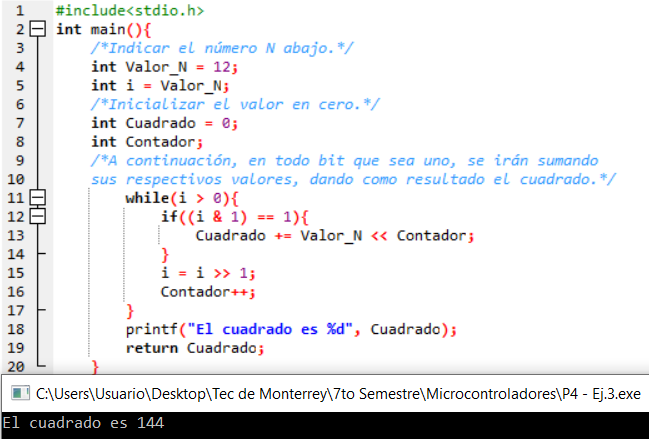 1 #include<stdio.h>
2 int main(){
3 /*Indicar el número N abajo.*/
4 int Valor_N = 12;
5 int i = Valor_N;
6 /*Inicializar el valor en cero.*/
7 int Cuadrado = 0;
8 int Contador;
9 /*A continuación, en todo bit que sea uno, se irán sumando
10 sus respectivos valores, dando como resultado el cuadrado.*/
11 while(i > 0){
12 if((i & 1) == 1){
13 Cuadrado += Valor_N << Contador;
14 }
15 i = i >> 1;
16 Contador++;
17 }
18 printf("El cuadrado es %d", Cuadrado);
19 return Cuadrado;
20 }
C:\Users\Usuario\Desktop\Tec de Monterrey\7to Semestre\Microcontroladores\P4 - Ej.3.exe
El cuadrado es 144